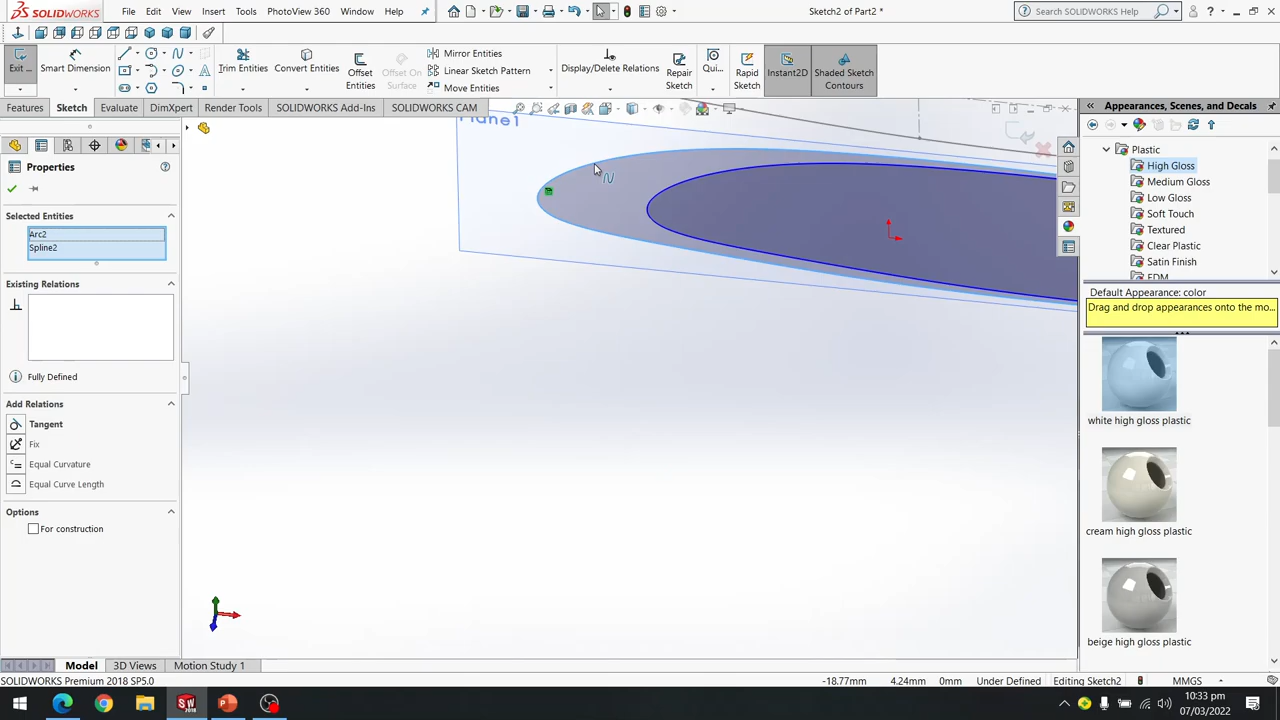 SOLIDWORKS
File
Edit
View
Insert
Tools
PhotoView 360
Window
Help
Sketch2 of Part2 *
Search Help
Exit ...
Smart Dimension
Trim Entities
Convert Entities
Offset Entities
Offset On Surface
Mirror Entities
Linear Sketch Pattern
Move Entities
Display/Delete Relations
Repair Sketch
Qui...
Rapid Sketch
Instant2D
Shaded Sketch Contours
Features
Sketch
Evaluate
DimXpert
Render Tools
SOLIDWORKS Add-Ins
SOLIDWORKS CAM
Appearances, Scenes, and Decals
Plane1
Properties
Selected Entities
Arc2
Spline2
Existing Relations
Fully Defined
Add Relations
Tangent
Fix
Equal Curvature
Equal Curve Length
Options
For construction
Plastic
High Gloss
Medium Gloss
Low Gloss
Soft Touch
Textured
Clear Plastic
Satin Finish
EDM
Default Appearance: color
Drag and drop appearances onto the mo...
white high gloss plastic
cream high gloss plastic
beige high gloss plastic
Model
3D Views
Motion Study 1
SOLIDWORKS Premium 2018 SP5.0
-18.77mm
4.24mm
0mm
Under Defined
Editing Sketch2
MMGS
10:33 pm
07/03/2022